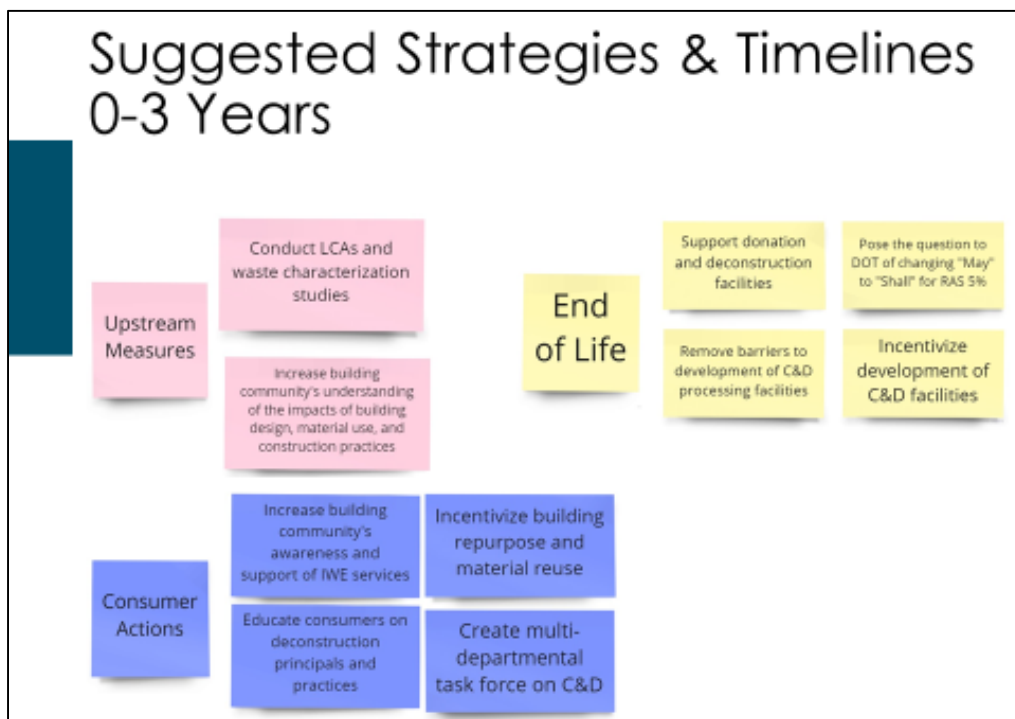 Suggested Strategies & Timelines
0-3 Years
Upstream
Measures
Conduct LCAs and
waste characterization
studies
Increase building
community's understanding
of the impacts of building
design, material use, and
construction practices
End
of Life
Support donation
and deconstruction
facilities
Pose the question to
DOT of changing "May"
to "Shall" for RAS 5%
Remove barriers to
development of C&D
processing facilities
Incentivize
development of
C&D facilities
Consumer
Actions
Increase building
community's
awareness and
support of IWE services
Incentivize building
repurpose and
material reuse
Educate consumers on
deconstruction
principals and
practices
Create multi-
departmental
task force on C&D